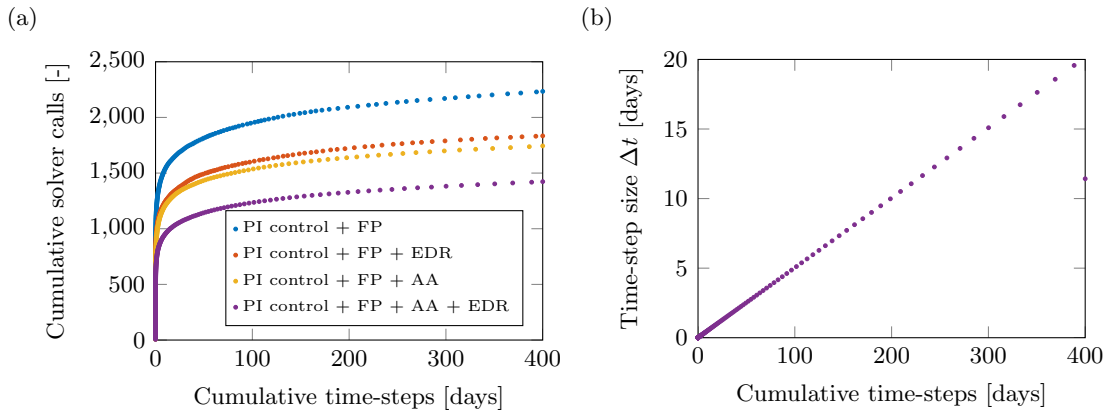 (a)
Cumulative solver calls [-]
2,500
2,000
1,500
1,000
500
0
0
100
200
300
400
Cumulative time-steps [days]
PI control + FP
PI control + FP + EDR
PI control + FP + AA
PI control + FP + AA + EDR
(b)
Time-step size Δt [days]
20
15
10
5
0
0
100
200
300
400
Cumulative time-steps [days]